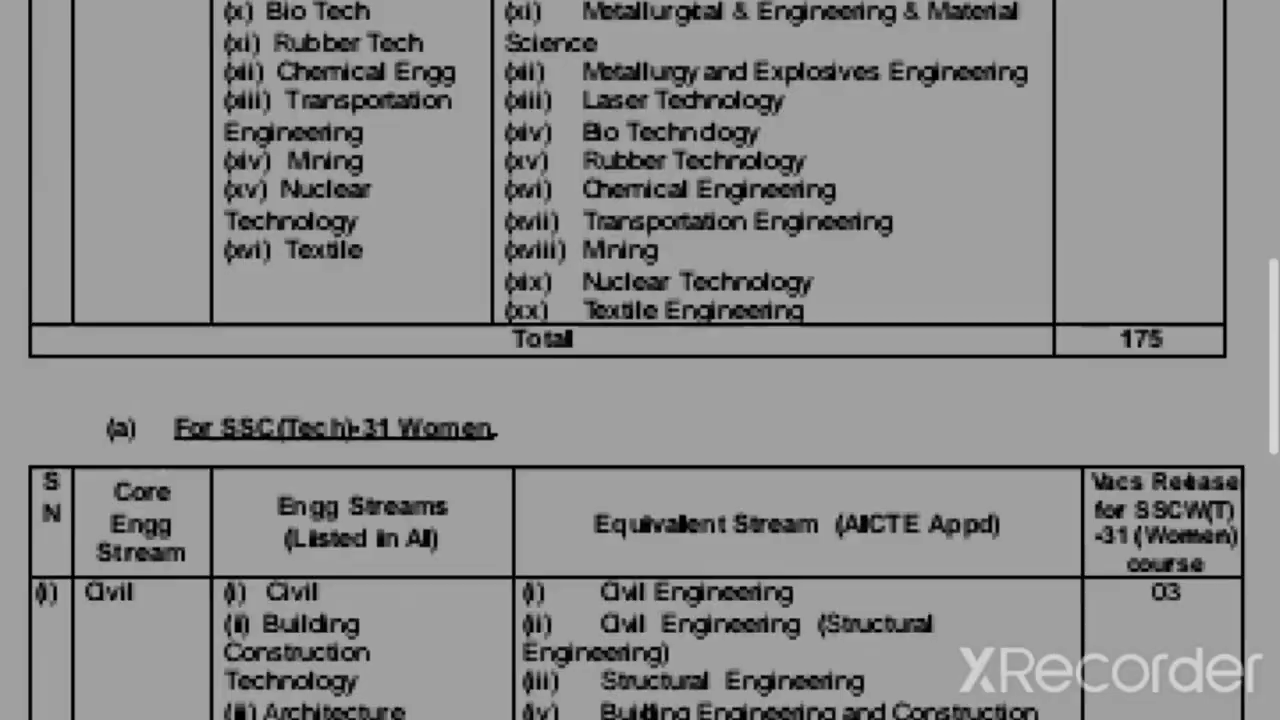 (x) Bio Tech
(xi) Rubber Tech
(xii) Chemical Engg
(xiii) Transportation
Engineering
(xiv) Mining
(xv) Nuclear
Technology
(xvi) Textile
(xi) Metallurgital & Engineering & Material
Science
(xii) Metallurgy and Explosives Engineering
(xiii) Laser Technology
(xiv) Bio Technology
(xv) Rubber Technology
(xvi) Chemical Engineering
(xvii) Transportation Engineering
(xviii) Mining
(xix) Nuclear Technology
(xx) Textile Engineering
Total 175
(a) For SSC(Tech)-31 Women.
S
N
Core
Engg
Stream
Engg Streams
(Listed in AI)
Equivalent Stream (AICTE Appd)
Vacs Release
for SSCW(T)
-31 (Women)
course
(i) Civil
(i) Civil
(ii) Building
Construction
Technology
(iii) Architecture
(i) Civil Engineering
(ii) Civil Engineering (Structural
Engineering)
(iii) Structural Engineering
(iv) Building Engineering and Construction
03
XRecorder